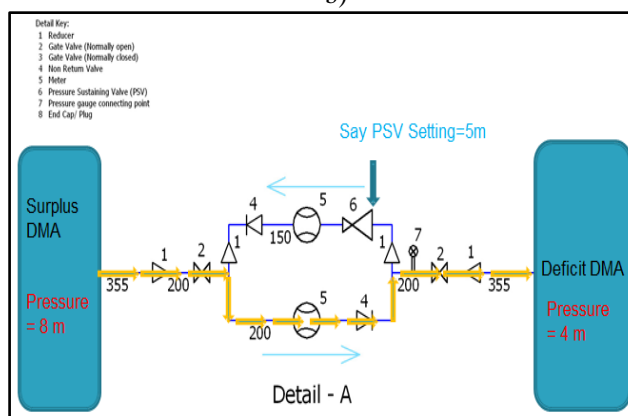 b)
Detail Key:
1 Reducer
2 Gate Valve (Normally open)
3 Gate Valve (Normally closed)
4 Non Return Valve
5 Meter
6 Pressure Sustaining Valve (PSV)
7 Pressure gauge connecting point
8 End Cap/ Plug
Say PSV Setting=5m
Surplus
DMA
Pressure
= 8 m
4
5
6
150
1
1
7
1
2
2
1
355
200
200
355
5
4
200
Deficit DMA
Pressure
= 4 m
Detail - A